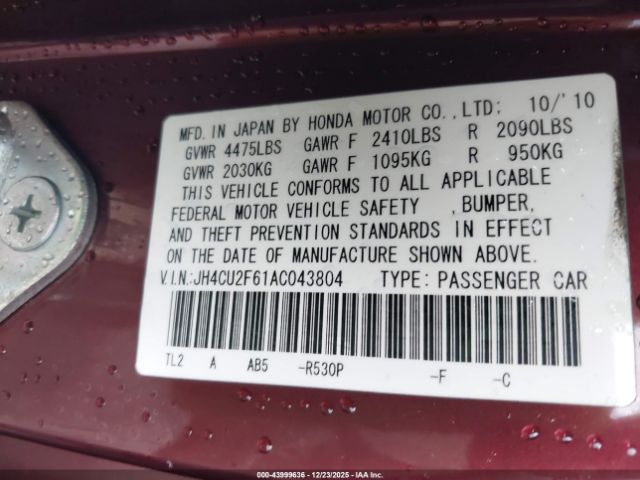 MFD. IN JAPAN BY HONDA MOTOR CO.,LTD; 10/'10
GVWR 4475LBS GAWR F 2410LBS R 2090LBS
GVWR 2030KG GAWR F 1095KG R 950KG
THIS VEHICLE CONFORMS TO ALL APPLICABLE
FEDERAL MOTOR VEHICLE SAFETY ,BUMPER,
AND THEFT PREVENTION STANDARDS IN EFFECT
ON THE DATE OF MANUFACTURE SHOWN ABOVE.
V.I.N:JH4CU2F61AC043804 TYPE: PASSENGER CAR
TL2 A AB5 -R530P -F -C
000-43999636 - 12/23/2025 - IAA Inc.